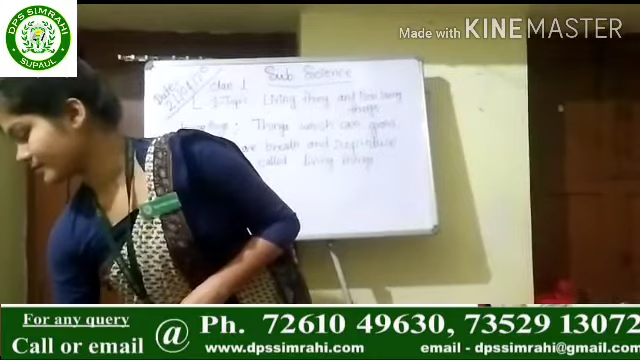 DPS SIMRAHI
SUPAUL
Made with KINEMASTER
Date:
Sub Science
class 1
Living thing and Non living
things
Things which can grow
breath and reproduce
called living things
For any query
Call or email
@
Ph. 72610 49630, 73529 13072
www.dpssimrahi.com email - dpssimrahi@gmail.com